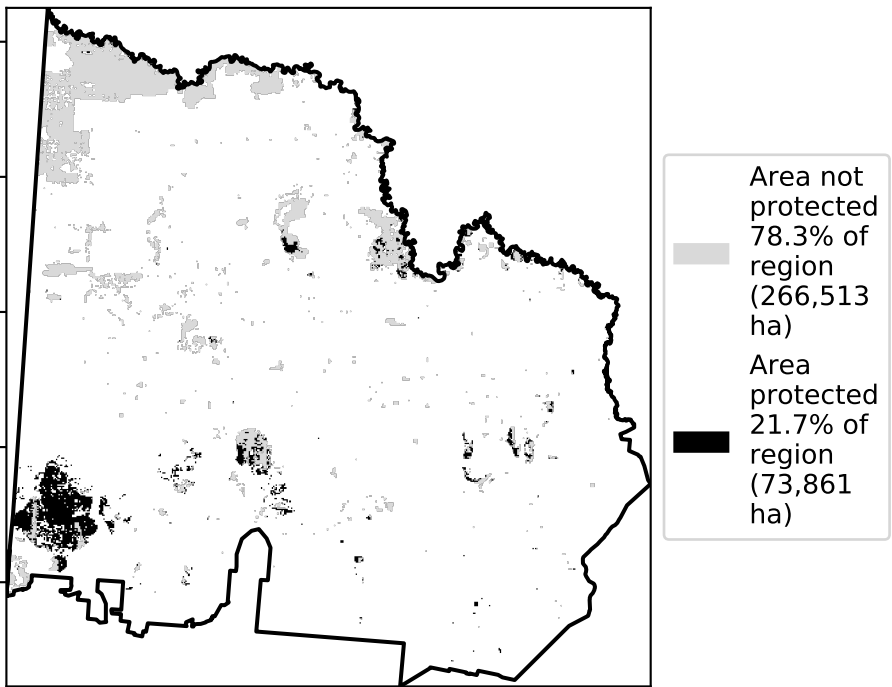 Area not
protected
78.3% of
region
(266,513
ha)
Area
protected
21.7% of
region
(73,861
ha)